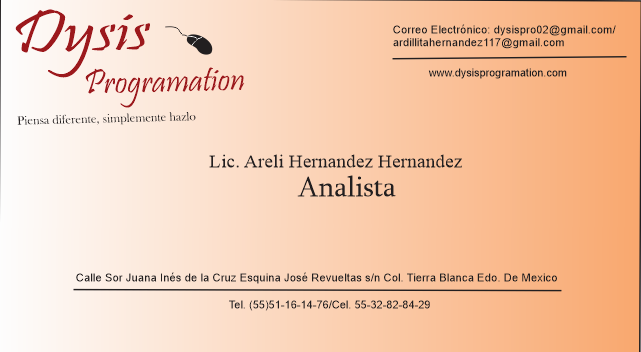 Dysis
Programation
Piensa diferente, simplemente hazlo
Correo Electrónico: dysispro02@gmail.com/
ardillitahernandez117@gmail.com
www.dysisprogramation.com
Lic. Areli Hernandez Hernandez
Analista
Calle Sor Juana Inés de la Cruz Esquina José Revueltas s/n Col. Tierra Blanca Edo. De Mexico
Tel. (55)51-16-14-76/Cel. 55-32-82-84-29